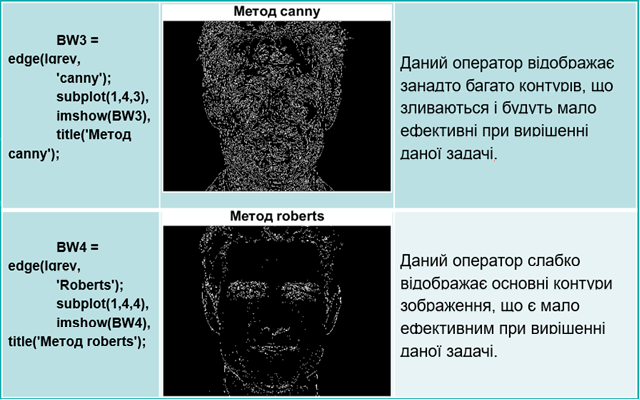 BW3 =
edge(Igrey,
'canny');
subplot(1,4,3),
imshow(BW3),
title('Метод
canny');
Метод canny
Даний оператор відображає
занадто багато контурів, що
зливаються і будуть мало
ефективні при вирішенні
даної задачі.
BW4 =
edge(Igrey,
'Roberts');
subplot(1,4,4),
imshow(BW4),
title('Метод roberts');
Метод roberts
Даний оператор слабко
відображає основні контури
зображення, що є мало
ефективним при вирішенні
даної задачі.